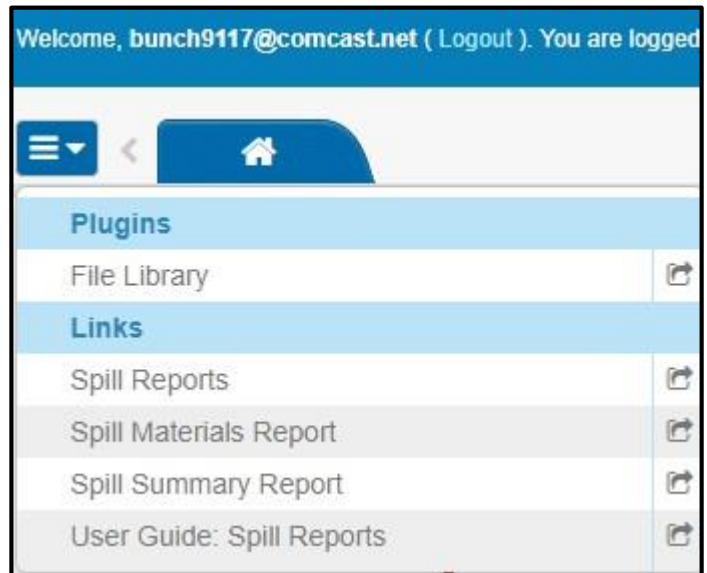 Welcome, bunch9117@comcast.net ( Logout ). You are logged
Plugins
File Library
Links
Spill Reports
Spill Materials Report
Spill Summary Report
User Guide: Spill Reports